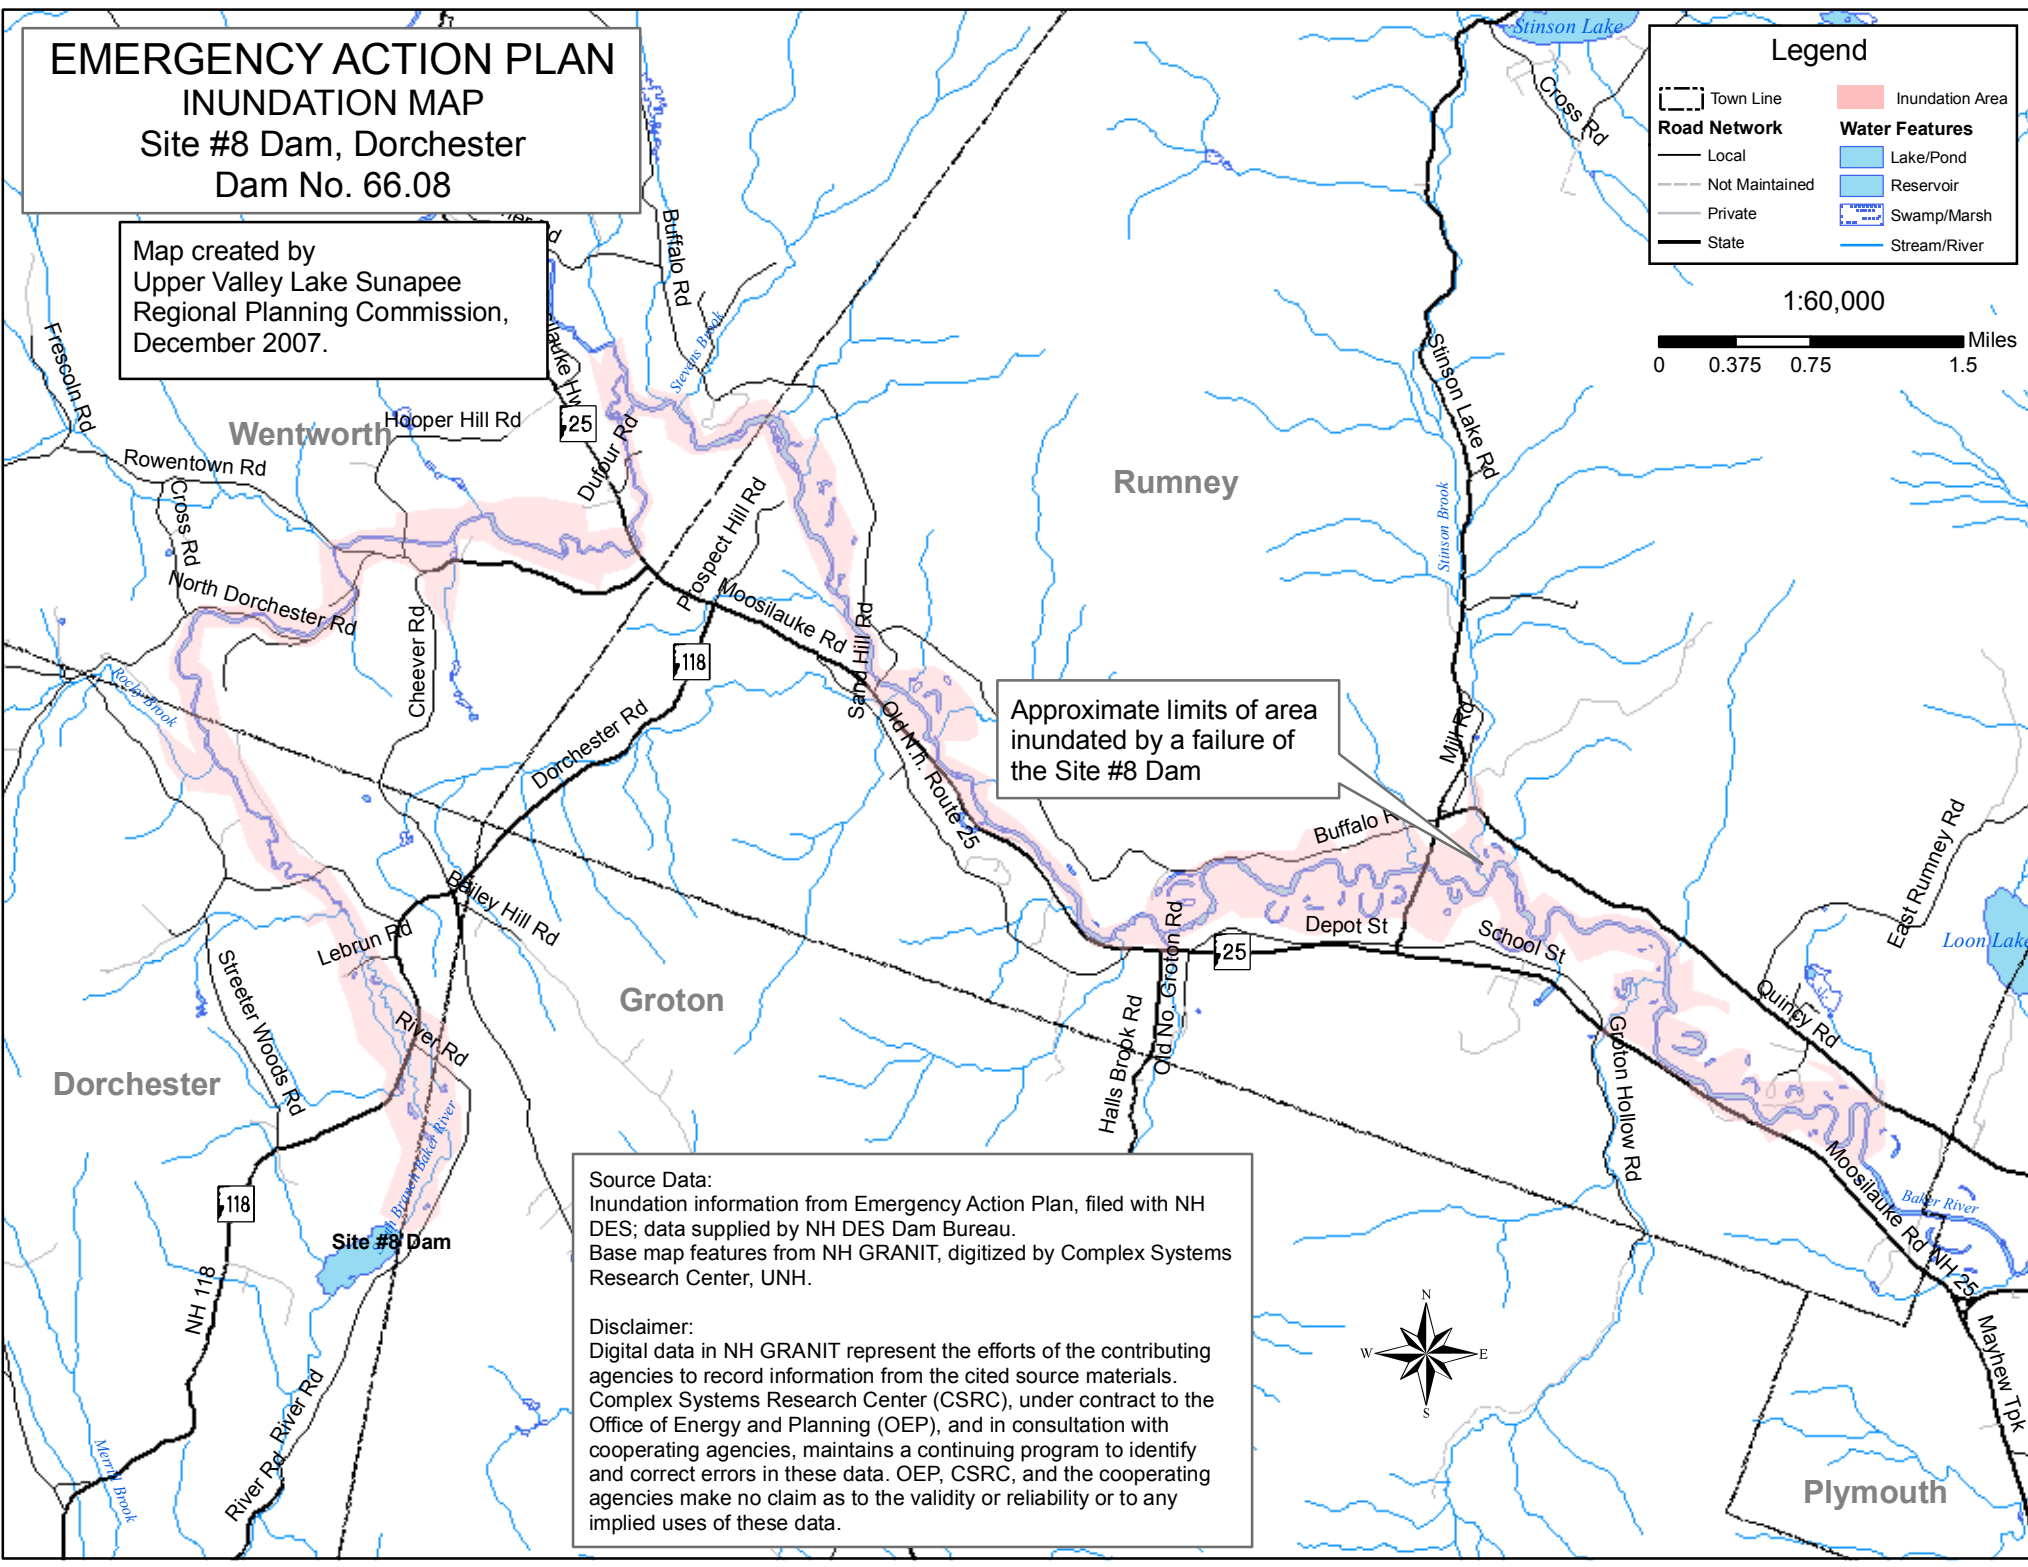 EMERGENCY ACTION PLAN
INUNDATION MAP
Site #8 Dam, Dorchester
Dam No. 66.08
Map created by
Upper Valley Lake Sunapee
Regional Planning Commission,
December 2007.
Legend
Town Line
Inundation Area
Road Network
Water Features
Local
Lake/Pond
Not Maintained
Reservoir
Private
Swamp/Marsh
State
Stream/River
1:60,000
Miles
0 0.375 0.75 1.5
Stinson Lake
Cross Rd
Buffalo Rd
Stevens Brook
Frescoln Rd
Wentworth
Hooper Hill Rd
25
Dufour Rd
Rowentown Rd
Cross Rd
North Dorchester Rd
Cheever Rd
Rocky Brook
Prospect Hill Rd
Moosilauke Rd
118
Sand Hill Rd
Dorchester Rd
Old N.h. Route 25
Rumney
Stinson Lake Rd
Stinson Brook
Mill Rd
Approximate limits of area
inundated by a failure of
the Site #8 Dam
Buffalo R
Depot St
School St
25
Old No. Groton Rd
Halls Brook Rd
Groton Hollow Rd
Quincy Rd
East Rumney Rd
Loon Lake
Bailey Hill Rd
Lebrun Rd
Streeter Woods Rd
River Rd
Groton
Dorchester
South Branch Baker River
118
Site #8 Dam
NH 118
River Rd
River Rd
Merrill Brook
Moosilauke Rd
Baker River
NH 25
Mayhew Tpk
Plymouth
N
W
E
S
Source Data:
Inundation information from Emergency Action Plan, filed with NH
DES; data supplied by NH DES Dam Bureau.
Base map features from NH GRANIT, digitized by Complex Systems
Research Center, UNH.
Disclaimer:
Digital data in NH GRANIT represent the efforts of the contributing
agencies to record information from the cited source materials.
Complex Systems Research Center (CSRC), under contract to the
Office of Energy and Planning (OEP), and in consultation with
cooperating agencies, maintains a continuing program to identify
and correct errors in these data. OEP, CSRC, and the cooperating
agencies make no claim as to the validity or reliability or to any
implied uses of these data.